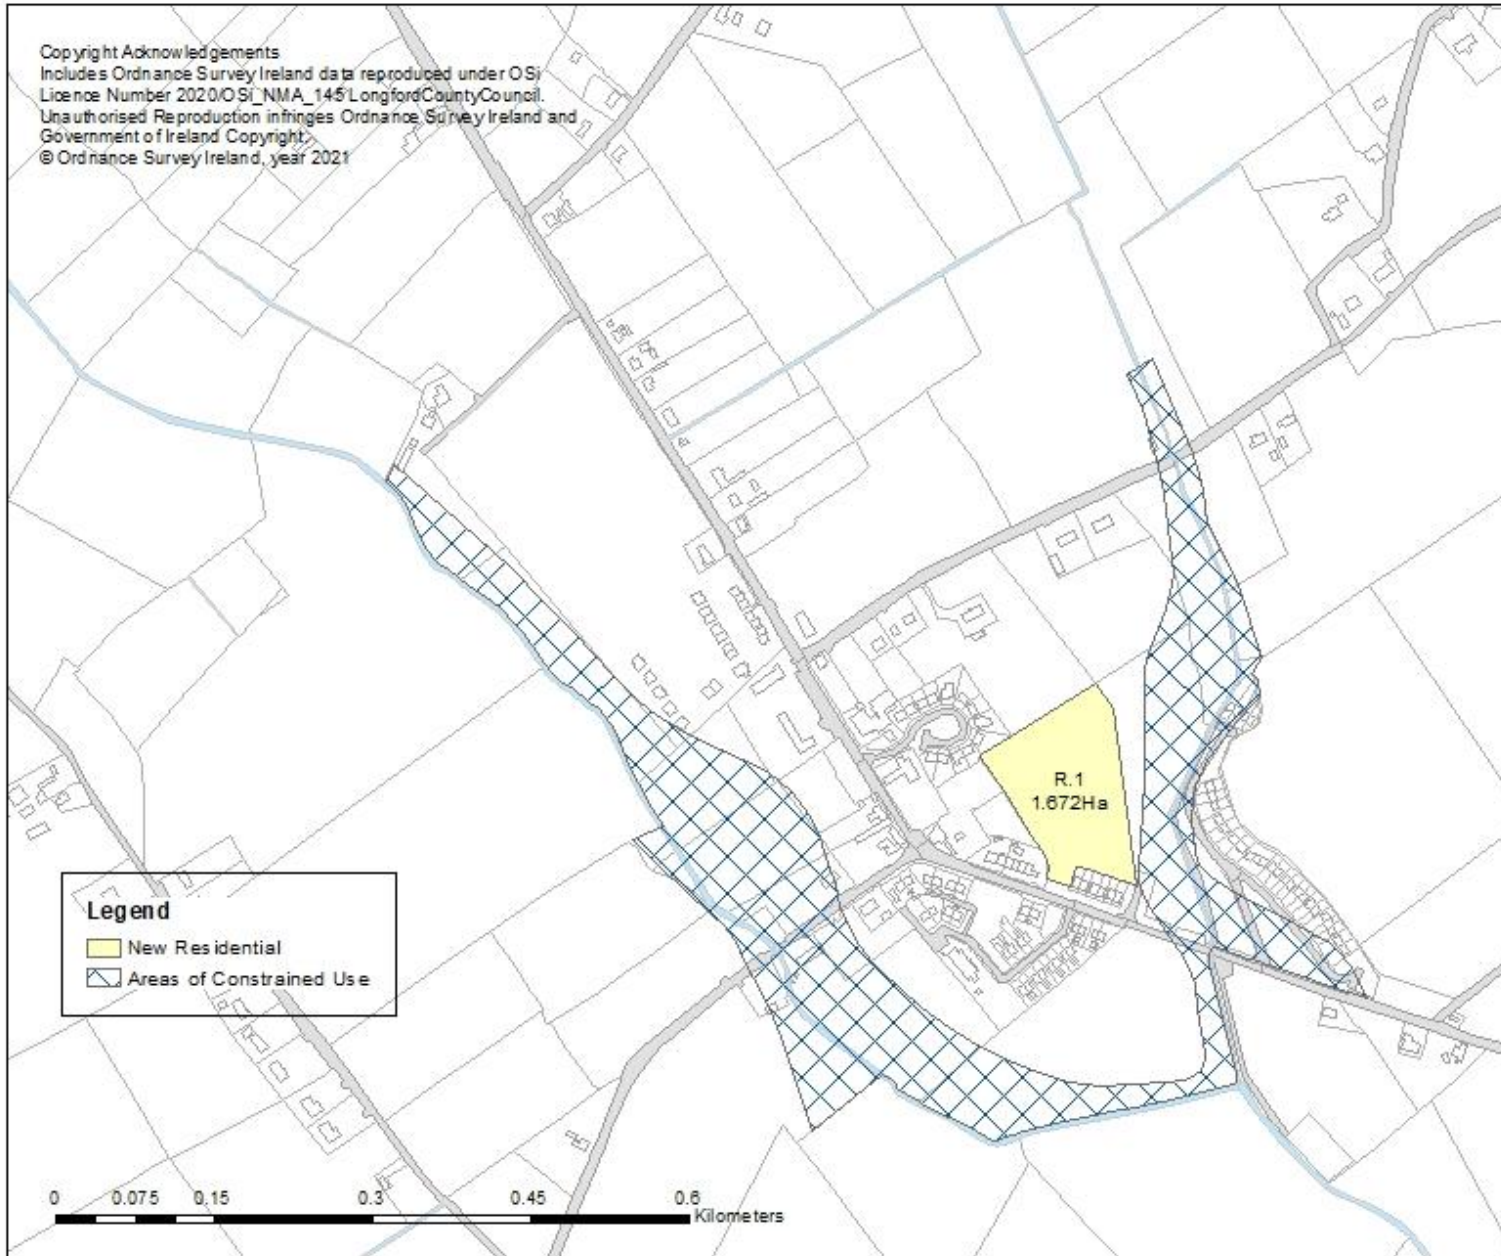 Copyright Acknowledgements
Includes Ordnance Survey Ireland data reproduced under OSi
Licence Number 2020/OSi_NMA_145 LongfordCountyCouncil.
Unauthorised Reproduction infringes Ordnance Survey Ireland and
Government of Ireland Copyright.
© Ordnance Survey Ireland, year 2021
R.1
1.672Ha
Legend
New Residential
Areas of Constrained Use
0 0.075 0.15 0.3 0.45 0.6
Kilometers